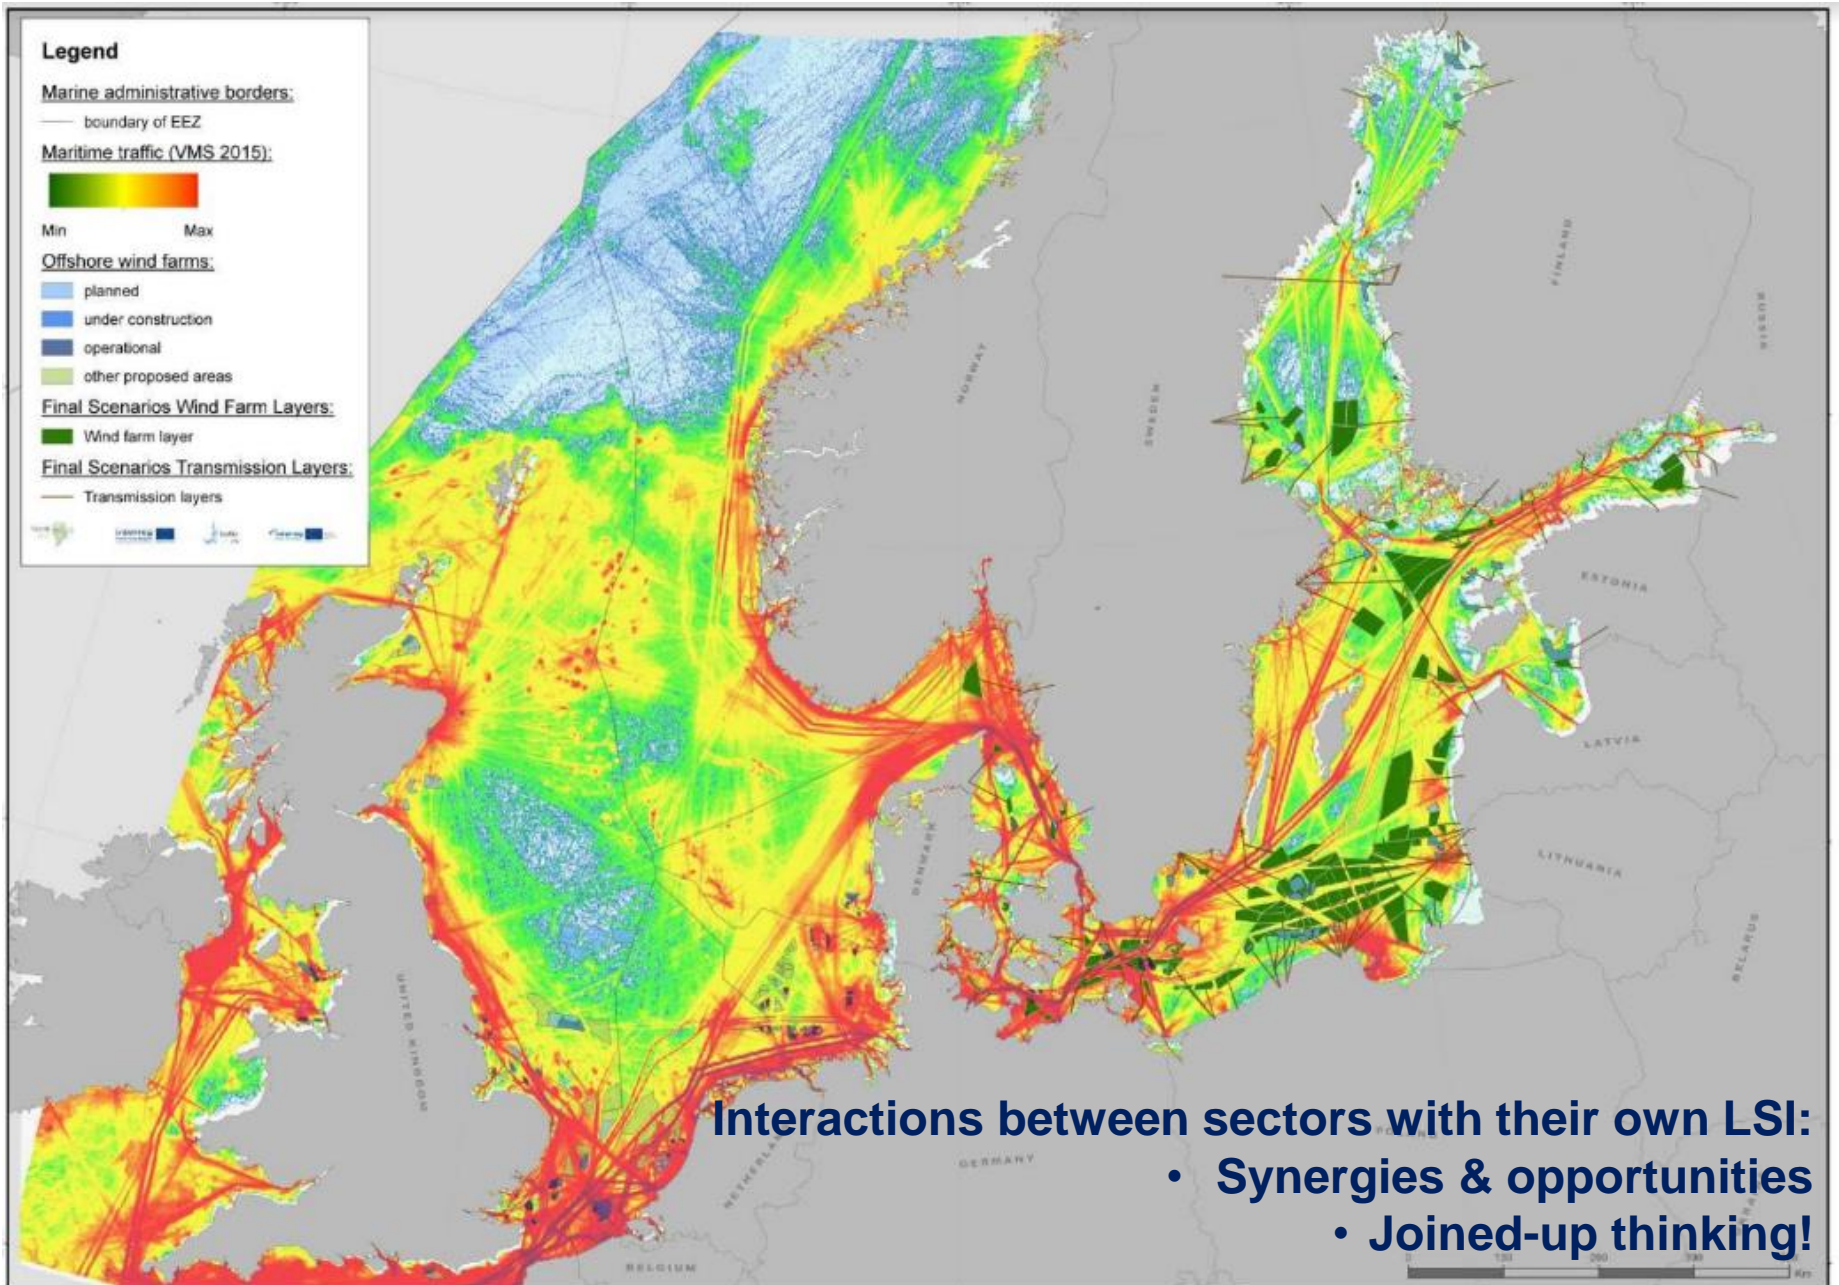 Legend
Marine administrative borders:
boundary of EEZ
Maritime traffic (VMS 2015):
Min Max
Offshore wind farms:
planned
under construction
operational
other proposed areas
Final Scenarios Wind Farm Layers:
Wind farm layer
Final Scenarios Transmission Layers:
Transmission layers
FINLAND
RUSSIA
NORWAY
SWEDEN
ESTONIA
LATVIA
DENMARK
LITHUANIA
BELARUS
UNITED KINGDOM
Interactions between sectors with their own LSI:
POLAND
GERMANY
• Synergies & opportunities
• Joined-up thinking!
BELGIUM
Km